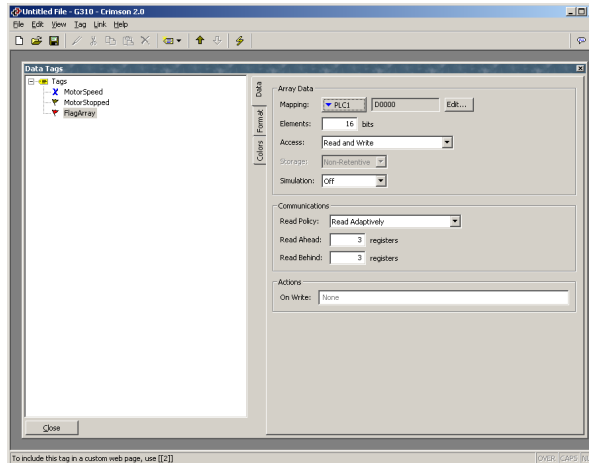 Untitled File - G310 - Crimson 2.0
File Edit View Tag Link Help
Data Tags
Tags
MotorSpeed
MotorStopped
FlagArray
Data
Format
Colors
Array Data
Mapping: PLC1 D0000 Edit...
Elements: 16 bits
Access: Read and Write
Storage: Non-Retentive
Simulation: Off
Communications
Read Policy: Read Adaptively
Read Ahead: 3 registers
Read Behind: 3 registers
Actions
On Write: None
Close
To include this tag in a custom web page, use [[2]]
OVER CAPS NU